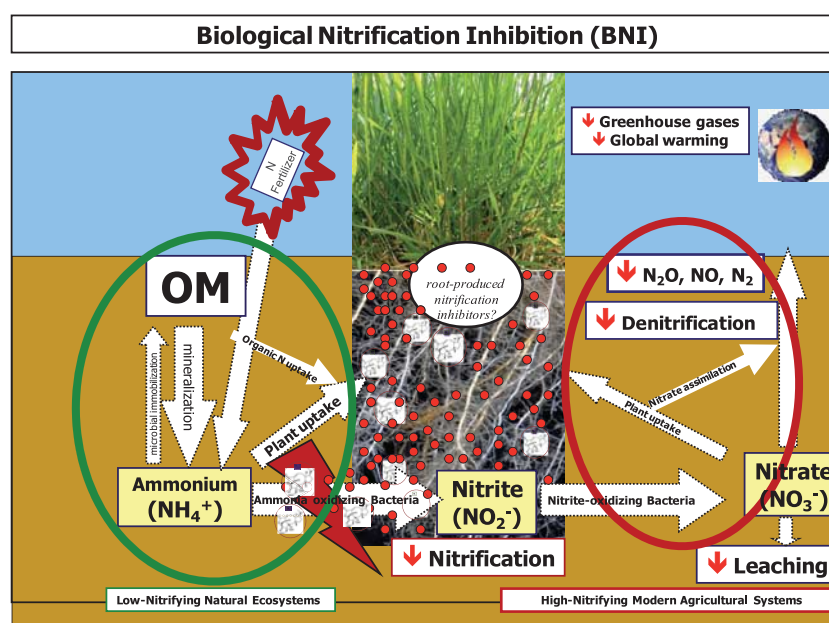 Biological Nitrification Inhibition (BNI)
Greenhouse gases
Global warming
N
Fertilizer
OM
root-produced
nitrification
inhibitors?
N₂O, NO, N₂
Denitrification
microbial immobilization
mineralization
Organic N uptake
Plant uptake
Nitrate assimilation
Plant uptake
Ammonium
(NH₄⁺)
Ammonia oxidizing Bacteria
Nitrite
(NO₂⁻)
Nitrite-oxidizing Bacteria
Nitrate
(NO₃⁻)
Nitrification
Leaching
Low-Nitrifying Natural Ecosystems
High-Nitrifying Modern Agricultural Systems